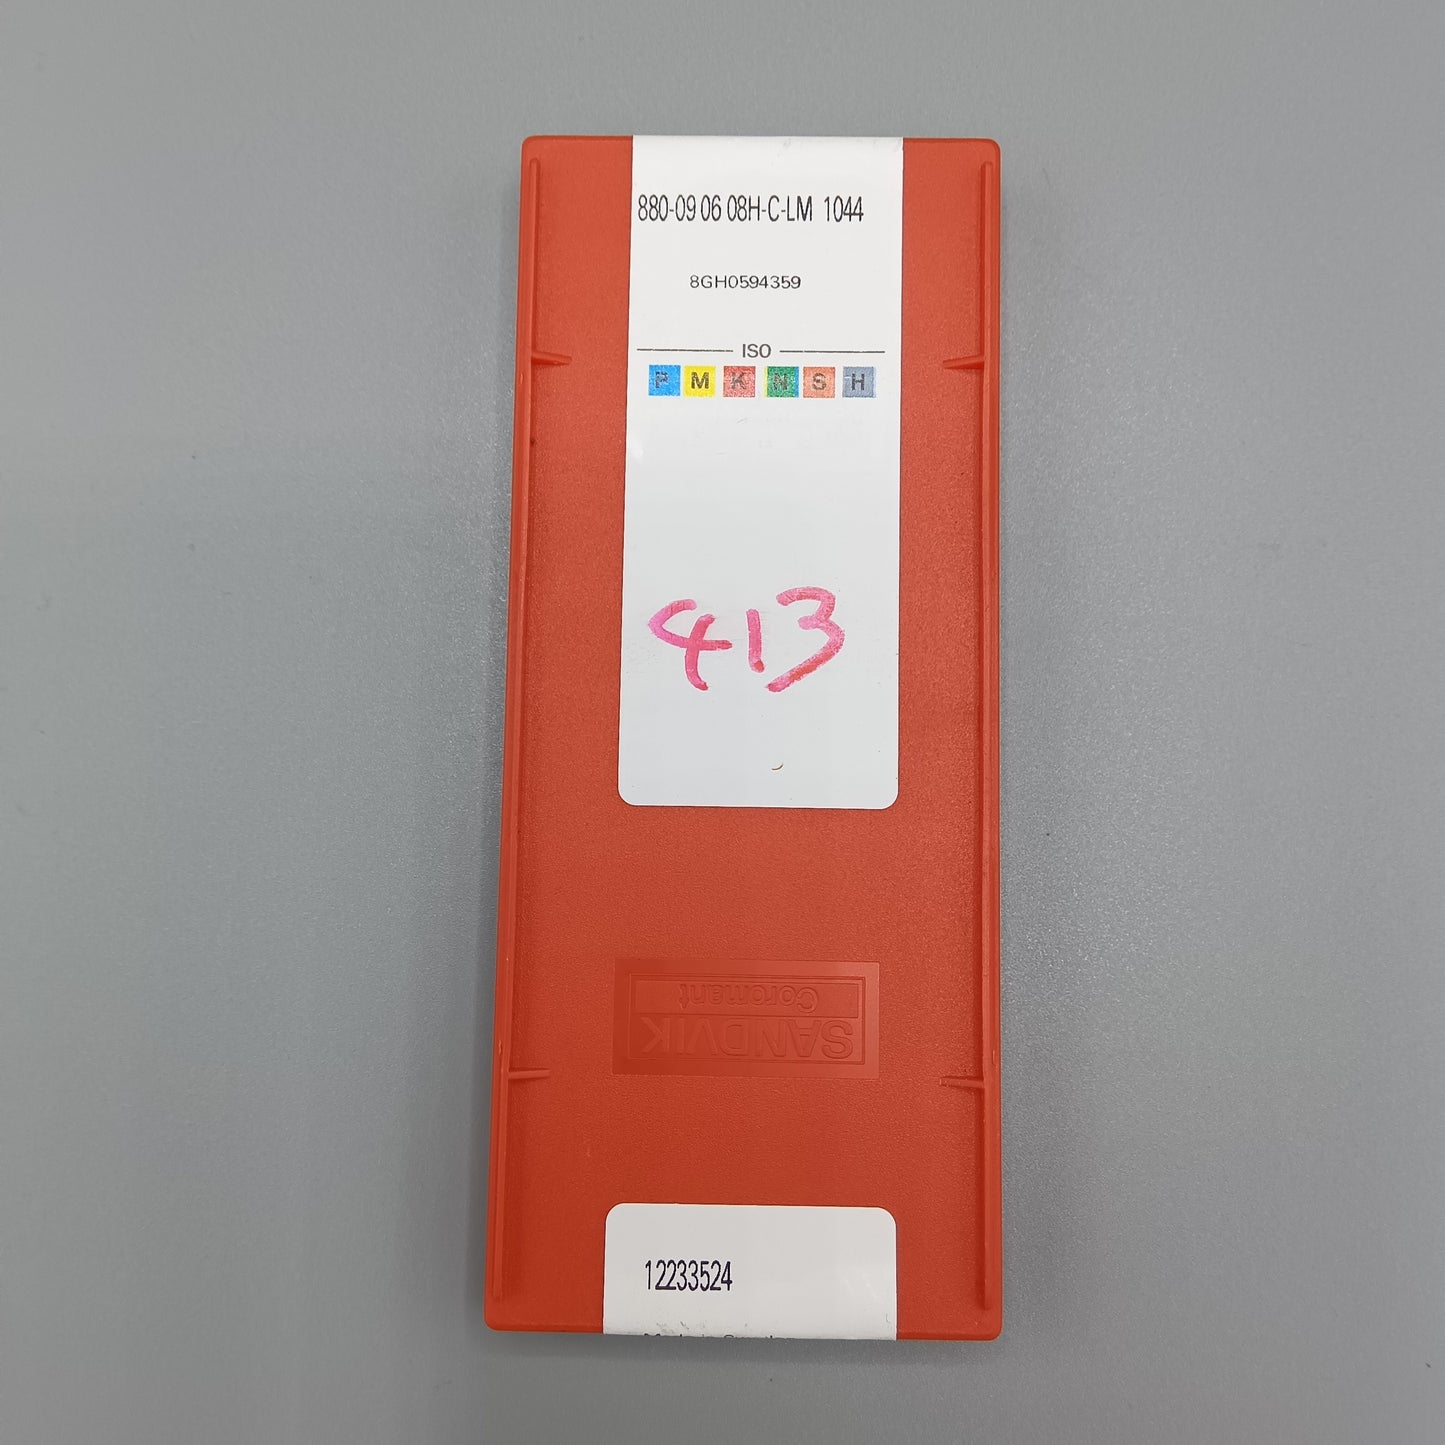 880-09 06 08H-C-LM 1044
8GH0594359
ISO
P M K N S H
413
SANDVIK
Coromant
12233524